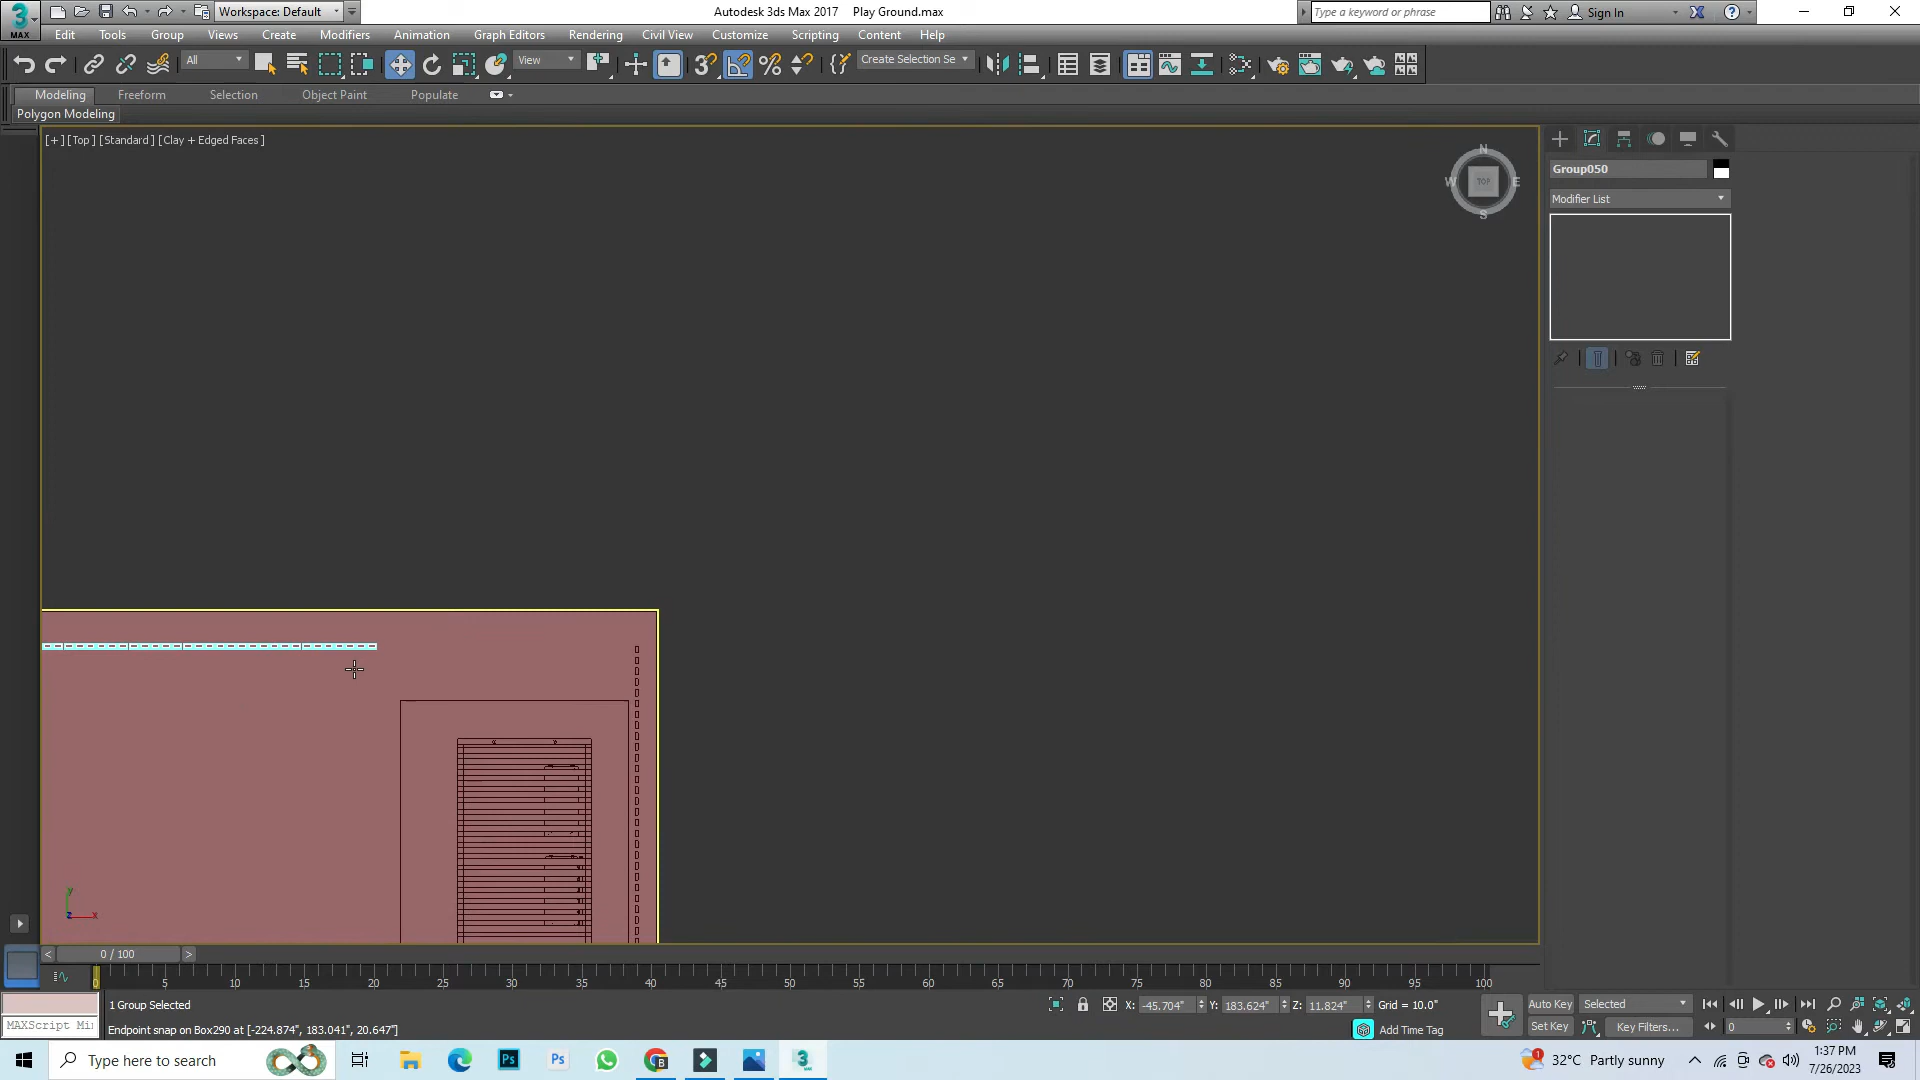 Workspace: Default
Autodesk 3ds Max 2017    Play Ground.max
Type a keyword or phrase
Sign In
MAX
Edit Tools Group Views Create Modifiers Animation Graph Editors Rendering Civil View Customize Scripting Content Help
All
View
Create Selection Se
Modeling Freeform Selection Object Paint Populate
Polygon Modeling
[+] [Top] [Standard] [Clay + Edged Faces]
N
W TOP E
S
Group050
Modifier List
y
z x
< 0 / 100 >
0 5 10 15 20 25 30 35 40 45 50 55 60 65 70 75 80 85 90 95 100
1 Group Selected
X: -45.704" Y: 183.624" Z: 11.824" Grid = 10.0"
Auto Key Selected
MAXScript Mi
Endpoint snap on Box290 at [-224.874", 183.041", 20.647"]
Add Time Tag
Set Key Key Filters... 0
Type here to search
32°C Partly sunny
1:37 PM
7/26/2023